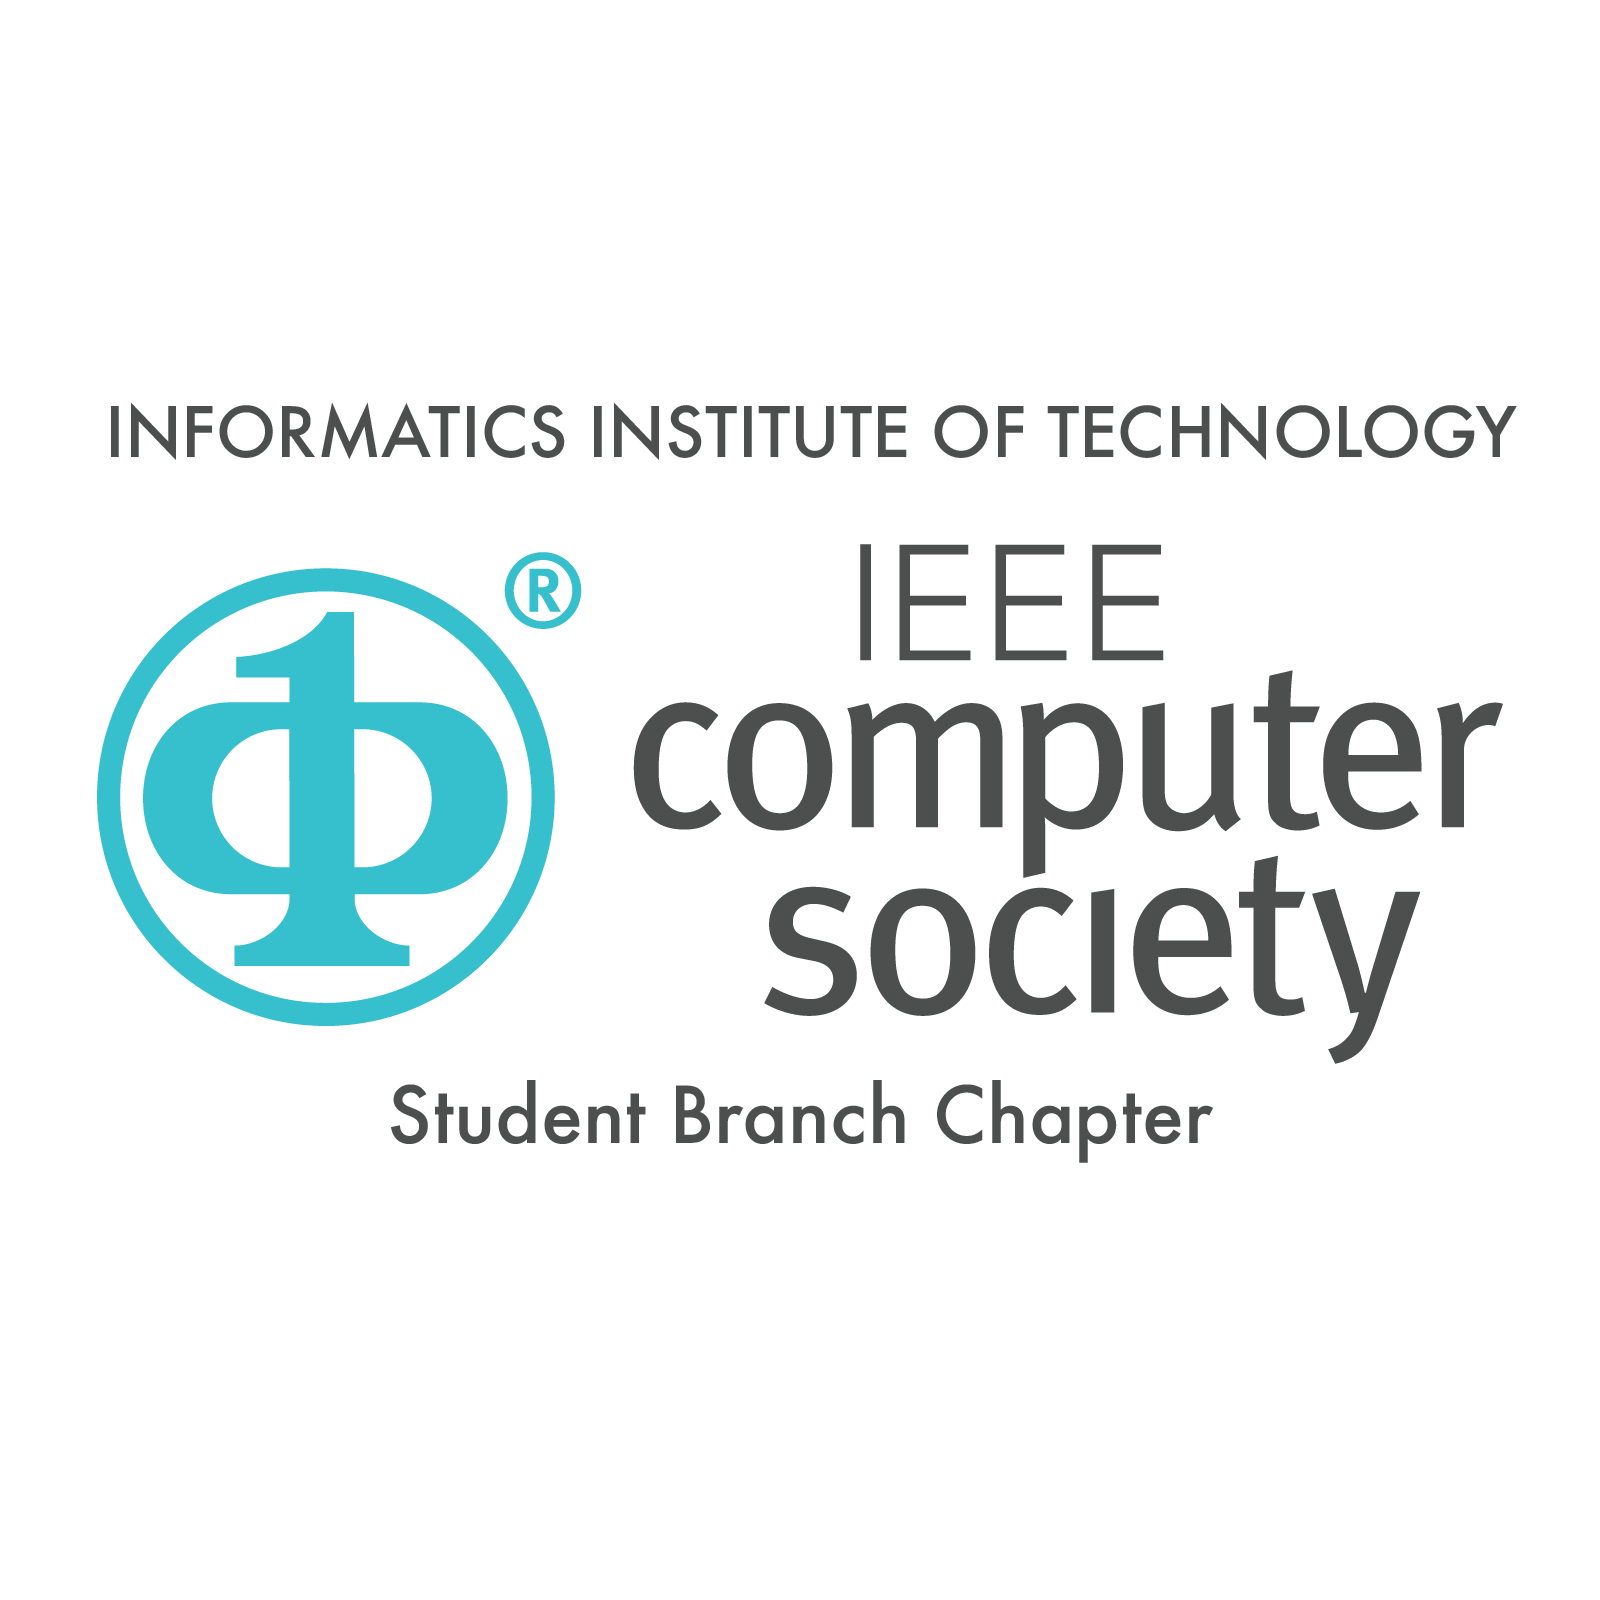 INFORMATICS INSTITUTE OF TECHNOLOGY
®
IEEE
computer
society
Student Branch Chapter